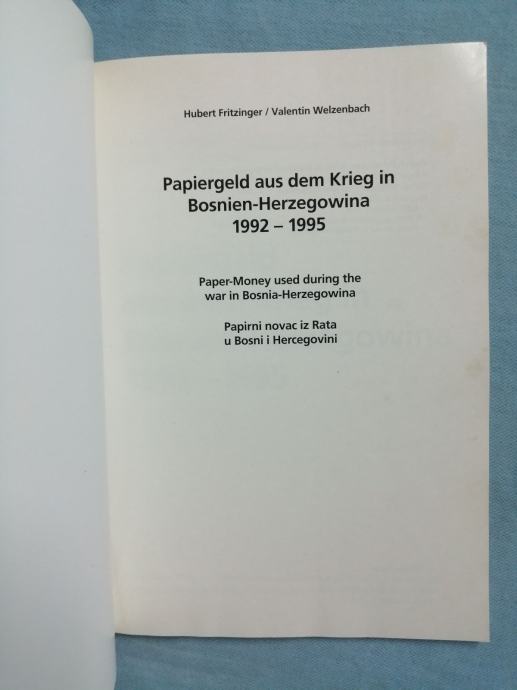 Hubert Fritzinger / Valentin Welzenbach
Papiergeld aus dem Krieg in
Bosnien-Herzegowina
1992 – 1995
Paper-Money used during the
war in Bosnia-Herzegowina
Papirni novac iz Rata
u Bosni i Hercegovini